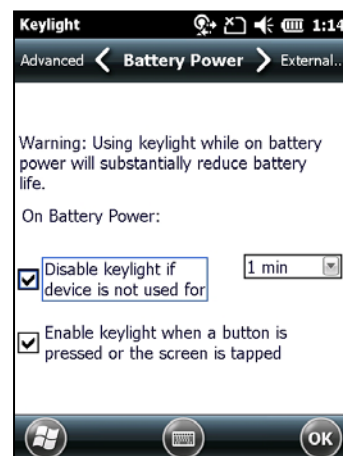 Keylight 1:14
Advanced Battery Power External..
Warning: Using keylight while on battery
power will substantially reduce battery
life.
On Battery Power:
Disable keylight if
device is not used for
1 min
Enable keylight when a button is
pressed or the screen is tapped
OK